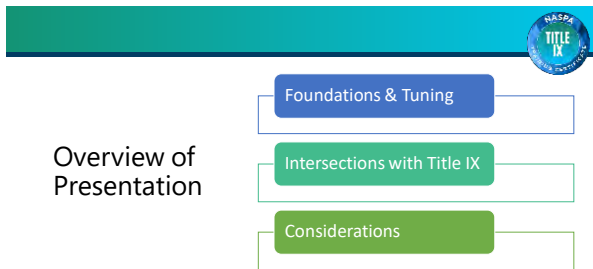 NASPA
TITLE
IX
Foundations & Tuning
Overview of
Presentation
Intersections with Title IX
Considerations